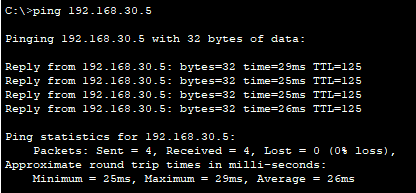 C:\>ping 192.168.30.5
Pinging 192.168.30.5 with 32 bytes of data:
Reply from 192.168.30.5: bytes=32 time=29ms TTL=125
Reply from 192.168.30.5: bytes=32 time=25ms TTL=125
Reply from 192.168.30.5: bytes=32 time=25ms TTL=125
Reply from 192.168.30.5: bytes=32 time=26ms TTL=125
Ping statistics for 192.168.30.5:
    Packets: Sent = 4, Received = 4, Lost = 0 (0% loss),
Approximate round trip times in milli-seconds:
    Minimum = 25ms, Maximum = 29ms, Average = 26ms